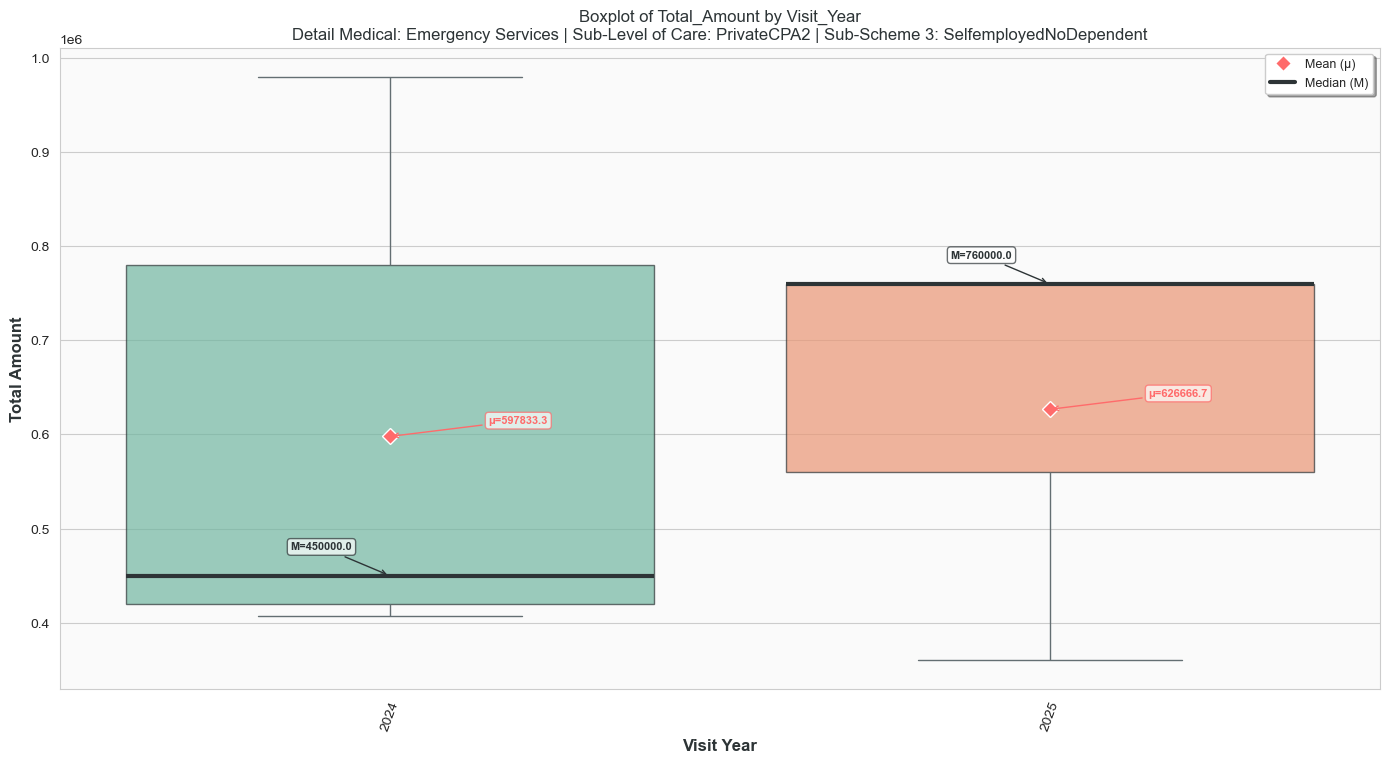 Boxplot of Total_Amount by Visit_Year
Detail Medical: Emergency Services | Sub-Level of Care: PrivateCPA2 | Sub-Scheme 3: SelfemployedNoDependent
1e6
1.0
0.9
0.8
0.7
0.6
0.5
0.4
Total Amount
Mean (μ)
Median (M)
M=760000.0
μ=626666.7
μ=597833.3
M=450000.0
2024
2025
Visit Year